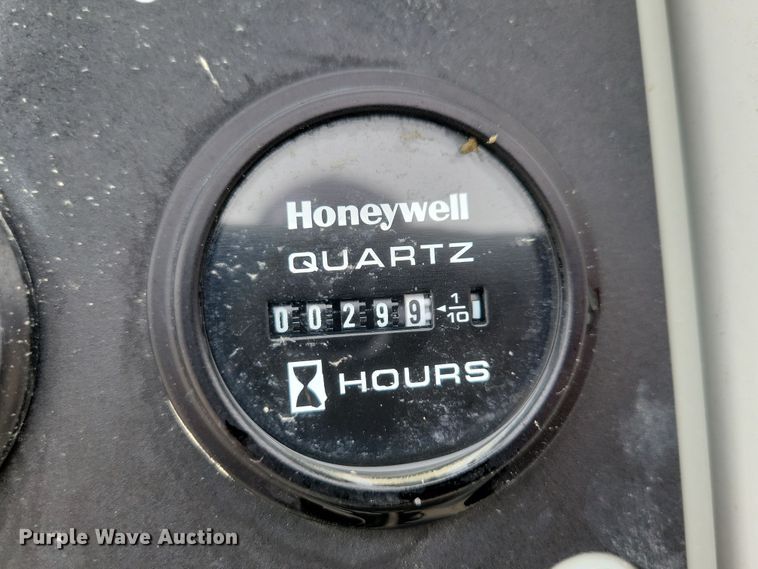 Honeywell
QUARTZ
00299 ◄ 1/10
HOURS
Purple Wave Auction